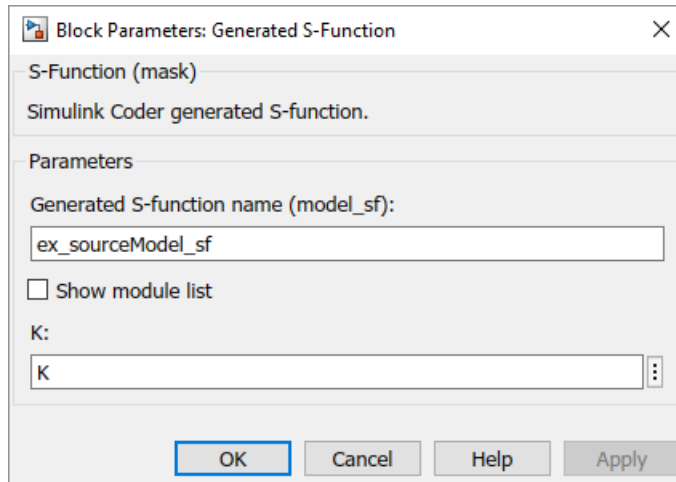 Block Parameters: Generated S-Function
S-Function (mask)
Simulink Coder generated S-function.
Parameters
Generated S-function name (model_sf):
ex_sourceModel_sf
Show module list
K:
K
OK Cancel Help Apply